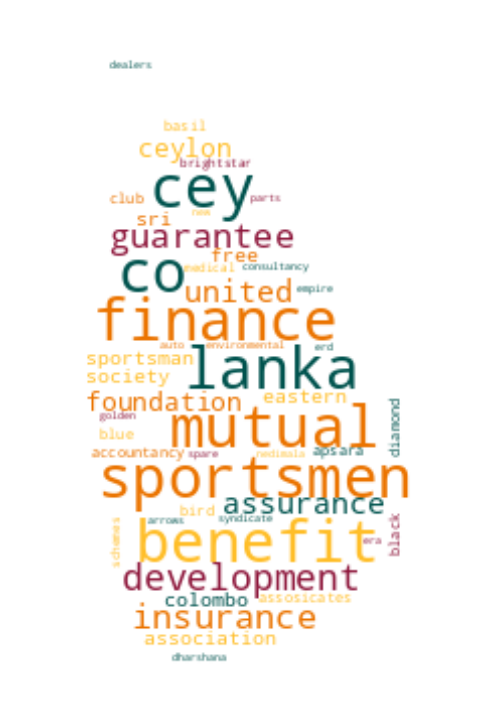 dealers
basil
ceylon
brightstar
cey
club
parts
new
sri
guarantee
free
co
medical
consultancy
united
empire
finance
auto
environmental
erd
sportsman
lanka
society
foundation
eastern
golden
diamond
blue
mutual
accountancy
spare
nedimala
apsara
sportsmen
assurance
bird
arrows
syndicate
schemes
black
benefit
era
development
colombo
assosicates
insurance
association
dharshana